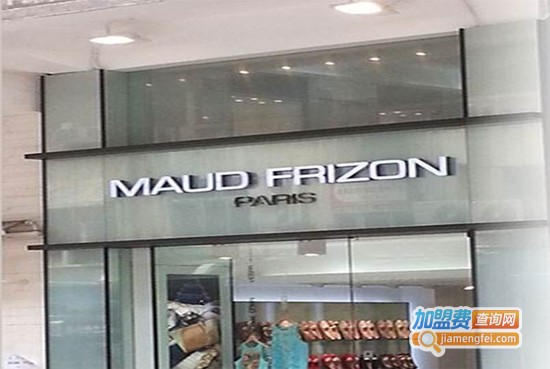 MAUD FRIZON
PARIS
加盟费查询网
jiamengfei.com